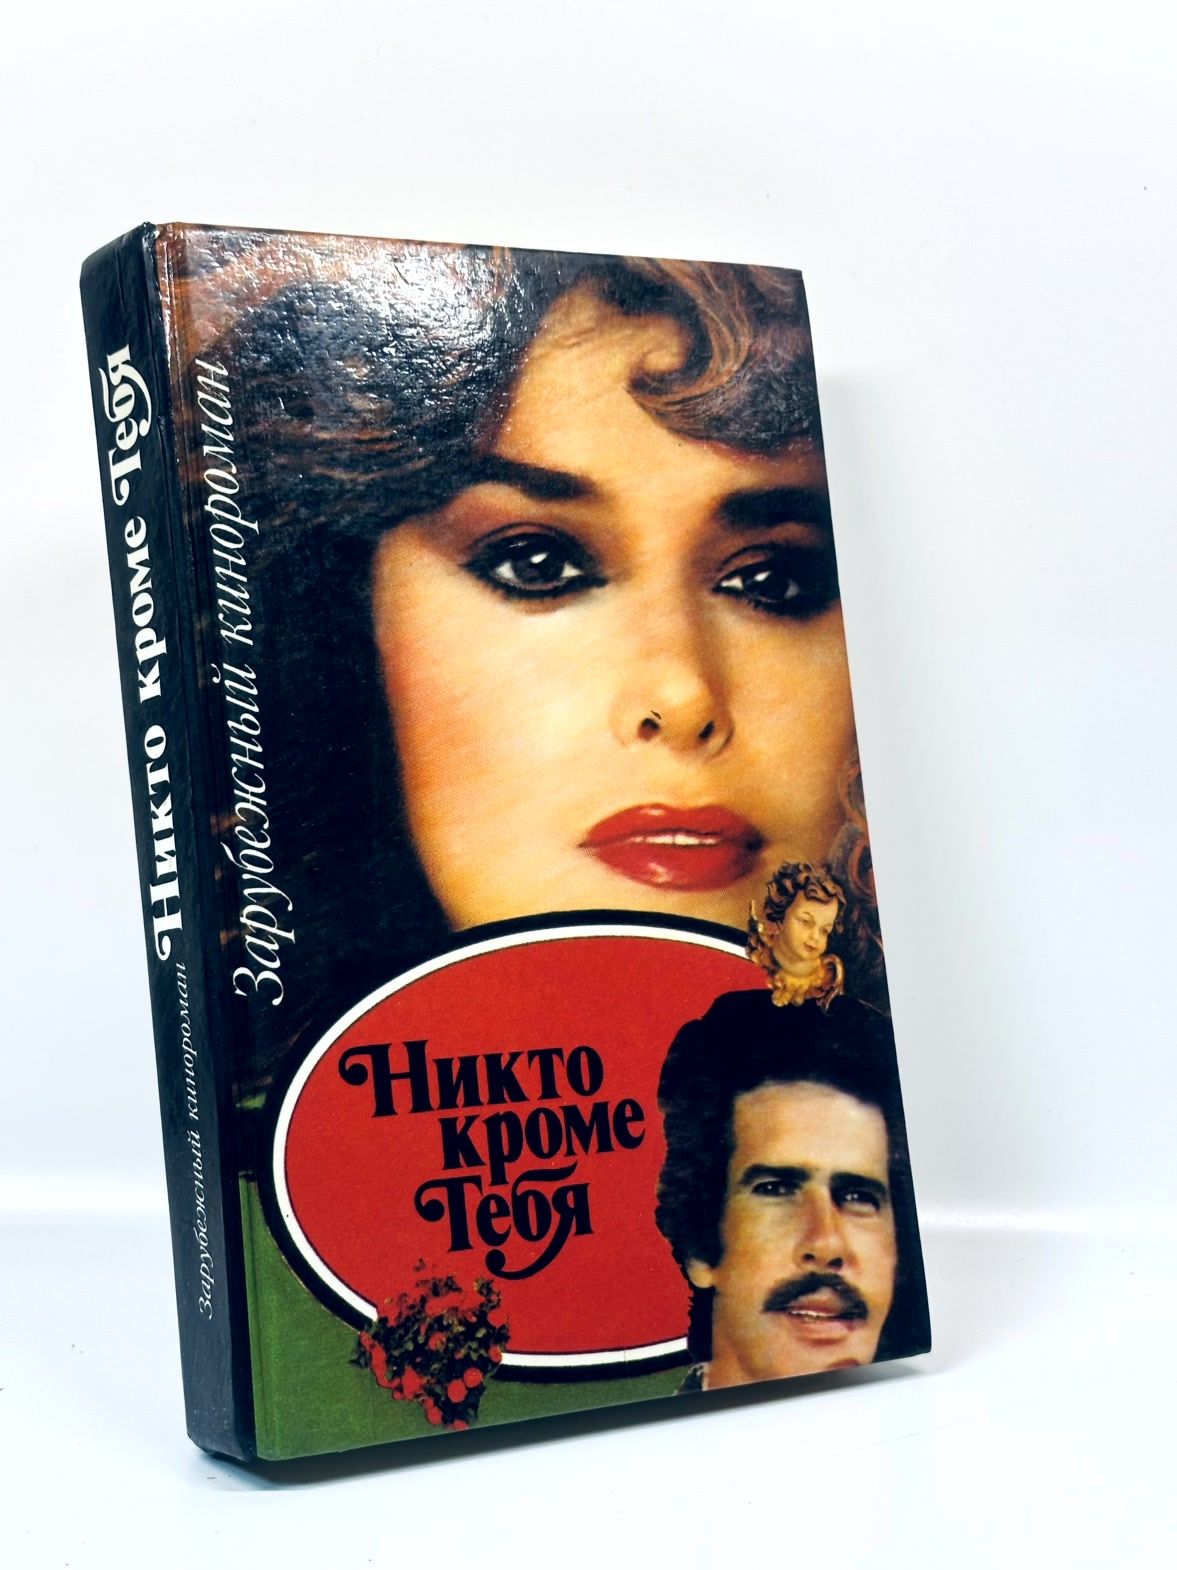 Никто кроме Тебя
Зарубежный кинороман
Зарубежный кинороман
Никто
кроме
Тебя